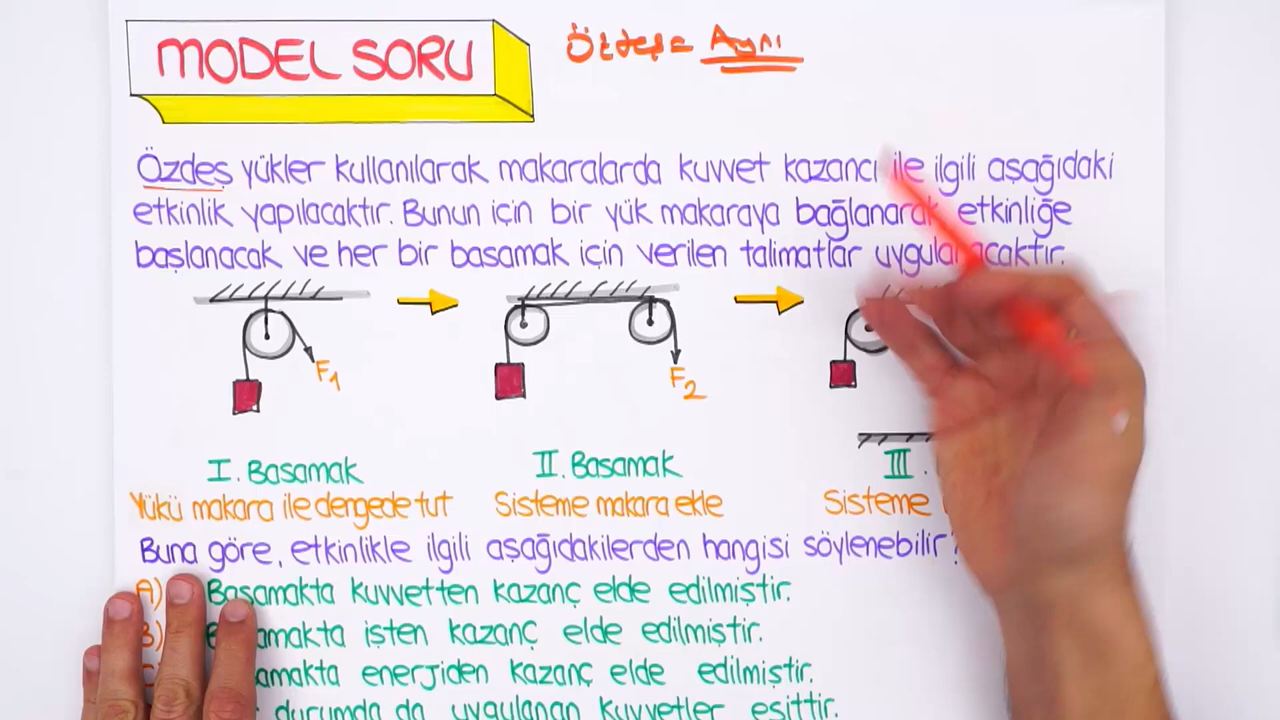 MODEL SORU
Özdeş = Aynı
Özdeş yükler kullanılarak makaralarda kuvvet kazancı ile ilgili aşağıdaki
etkinlik yapılacaktır. Bunun için bir yük makaraya bağlanarak etkinliğe
başlanacak ve her bir basamak için verilen talimatlar uygulanacaktır.
F1
F2
I. Basamak
II. Basamak
III.
Yükü makara ile dengede tut
Sisteme makara ekle
Sisteme
Buna göre, etkinlikle ilgili aşağıdakilerden hangisi söylenebilir?
A) Basamakta kuvvetten kazanç elde edilmiştir.
B) işten kazanç elde edilmiştir.
enerjiden kazanç elde edilmiştir.
durumda da uygulanan kuvvetler eşittir.